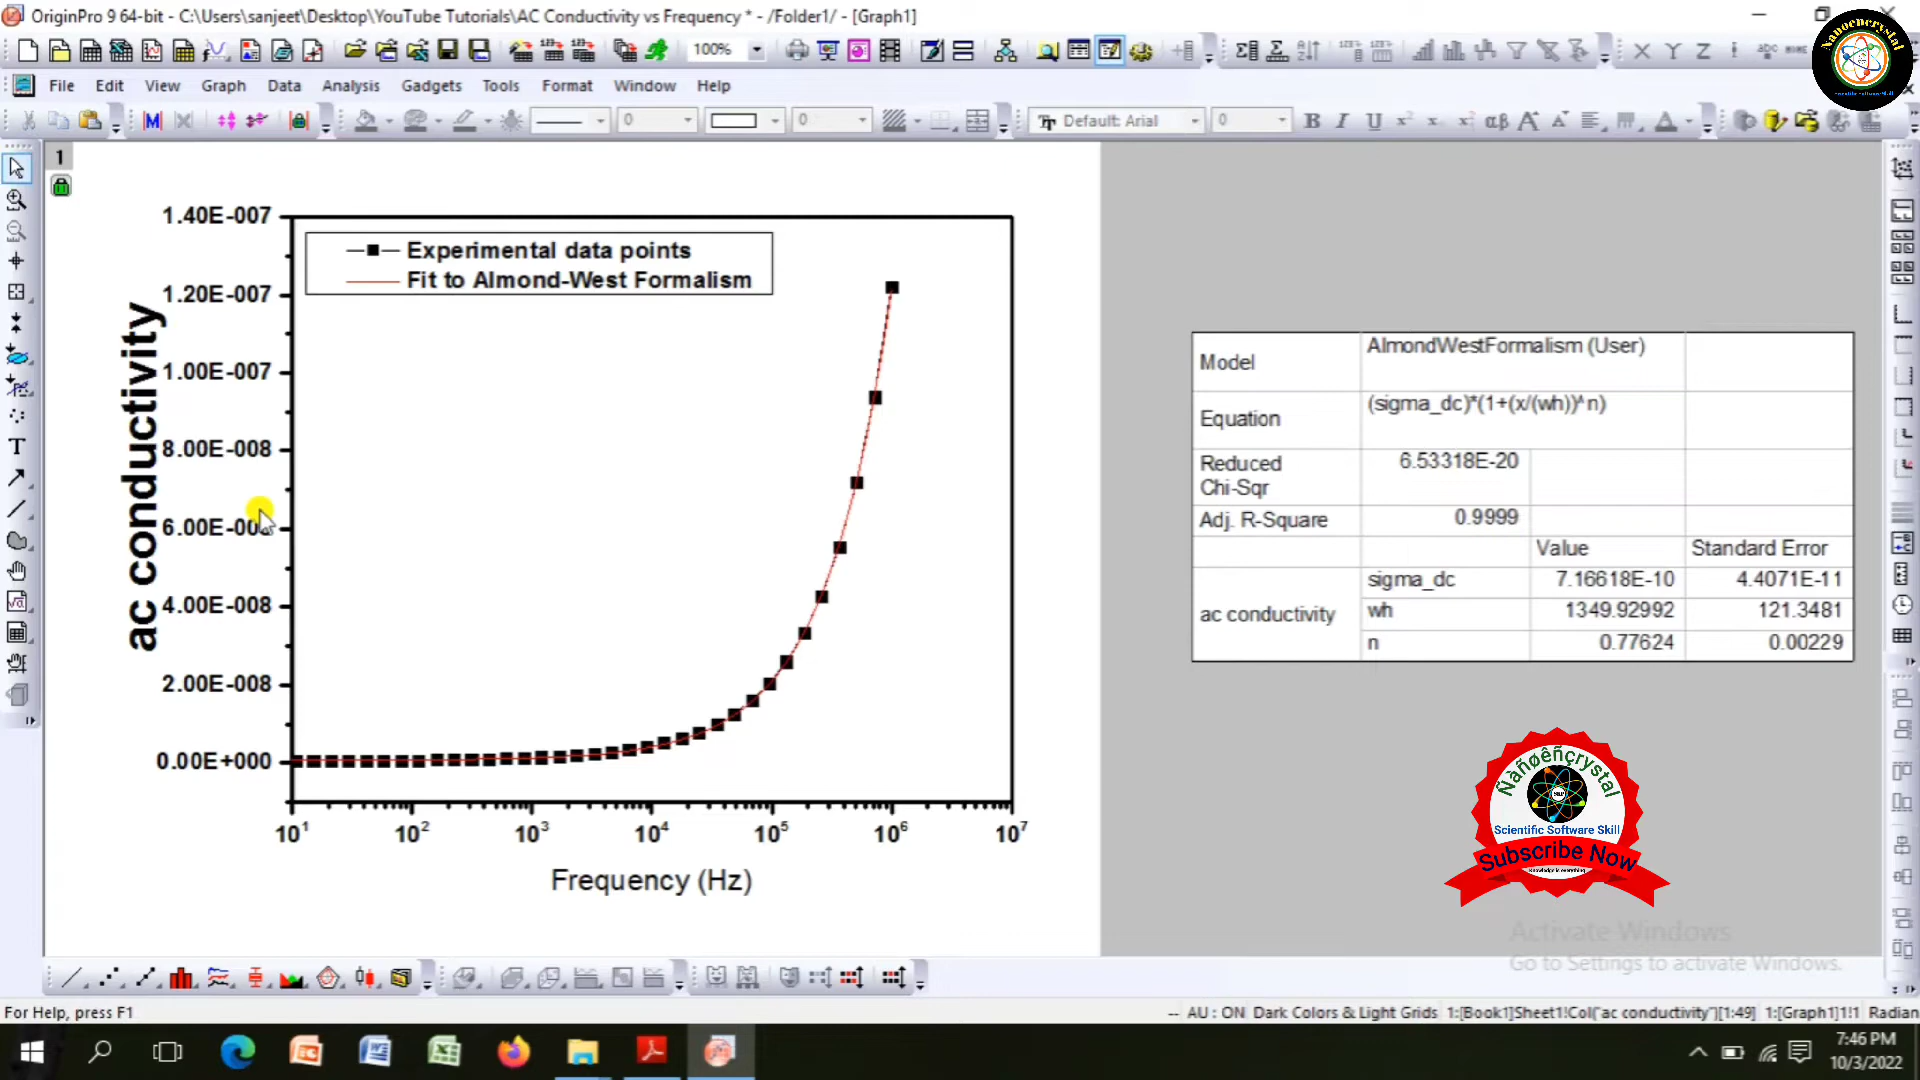 OriginPro 9 64-bit - C:\Users\sanjeet\Desktop\YouTube Tutorials\AC Conductivity vs Frequency * - /Folder1/ - [Graph1]
100%
File Edit View Graph Data Analysis Gadgets Tools Format Window Help
0 0 Default: Arial 0 B I U
1
1.40E-007
1.20E-007
1.00E-007
8.00E-008
6.00E-008
4.00E-008
2.00E-008
0.00E+000
ac conductivity
Experimental data points
Fit to Almond-West Formalism
10¹ 10² 10³ 10⁴ 10⁵ 10⁶ 10⁷
Frequency (Hz)
Model AlmondWestFormalism (User)
Equation (sigma_dc)*(1+(x/(wh))^n)
Reduced Chi-Sqr 6.53318E-20
Adj. R-Square 0.9999
Value Standard Error
ac conductivity sigma_dc 7.16618E-10 4.4071E-11
wh 1349.92992 121.3481
n 0.77624 0.00229
Ñàñøêñçrystal
Scientific Software Skill
Subscribe Now
Knowledge is everything
Activate Windows
Go to Settings to activate Windows.
For Help, press F1
-- AU : ON Dark Colors & Light Grids 1:[Book1]Sheet1!Col("ac conductivity")[1:49] 1:[Graph1]1!1 Radian
7:46 PM
10/3/2022